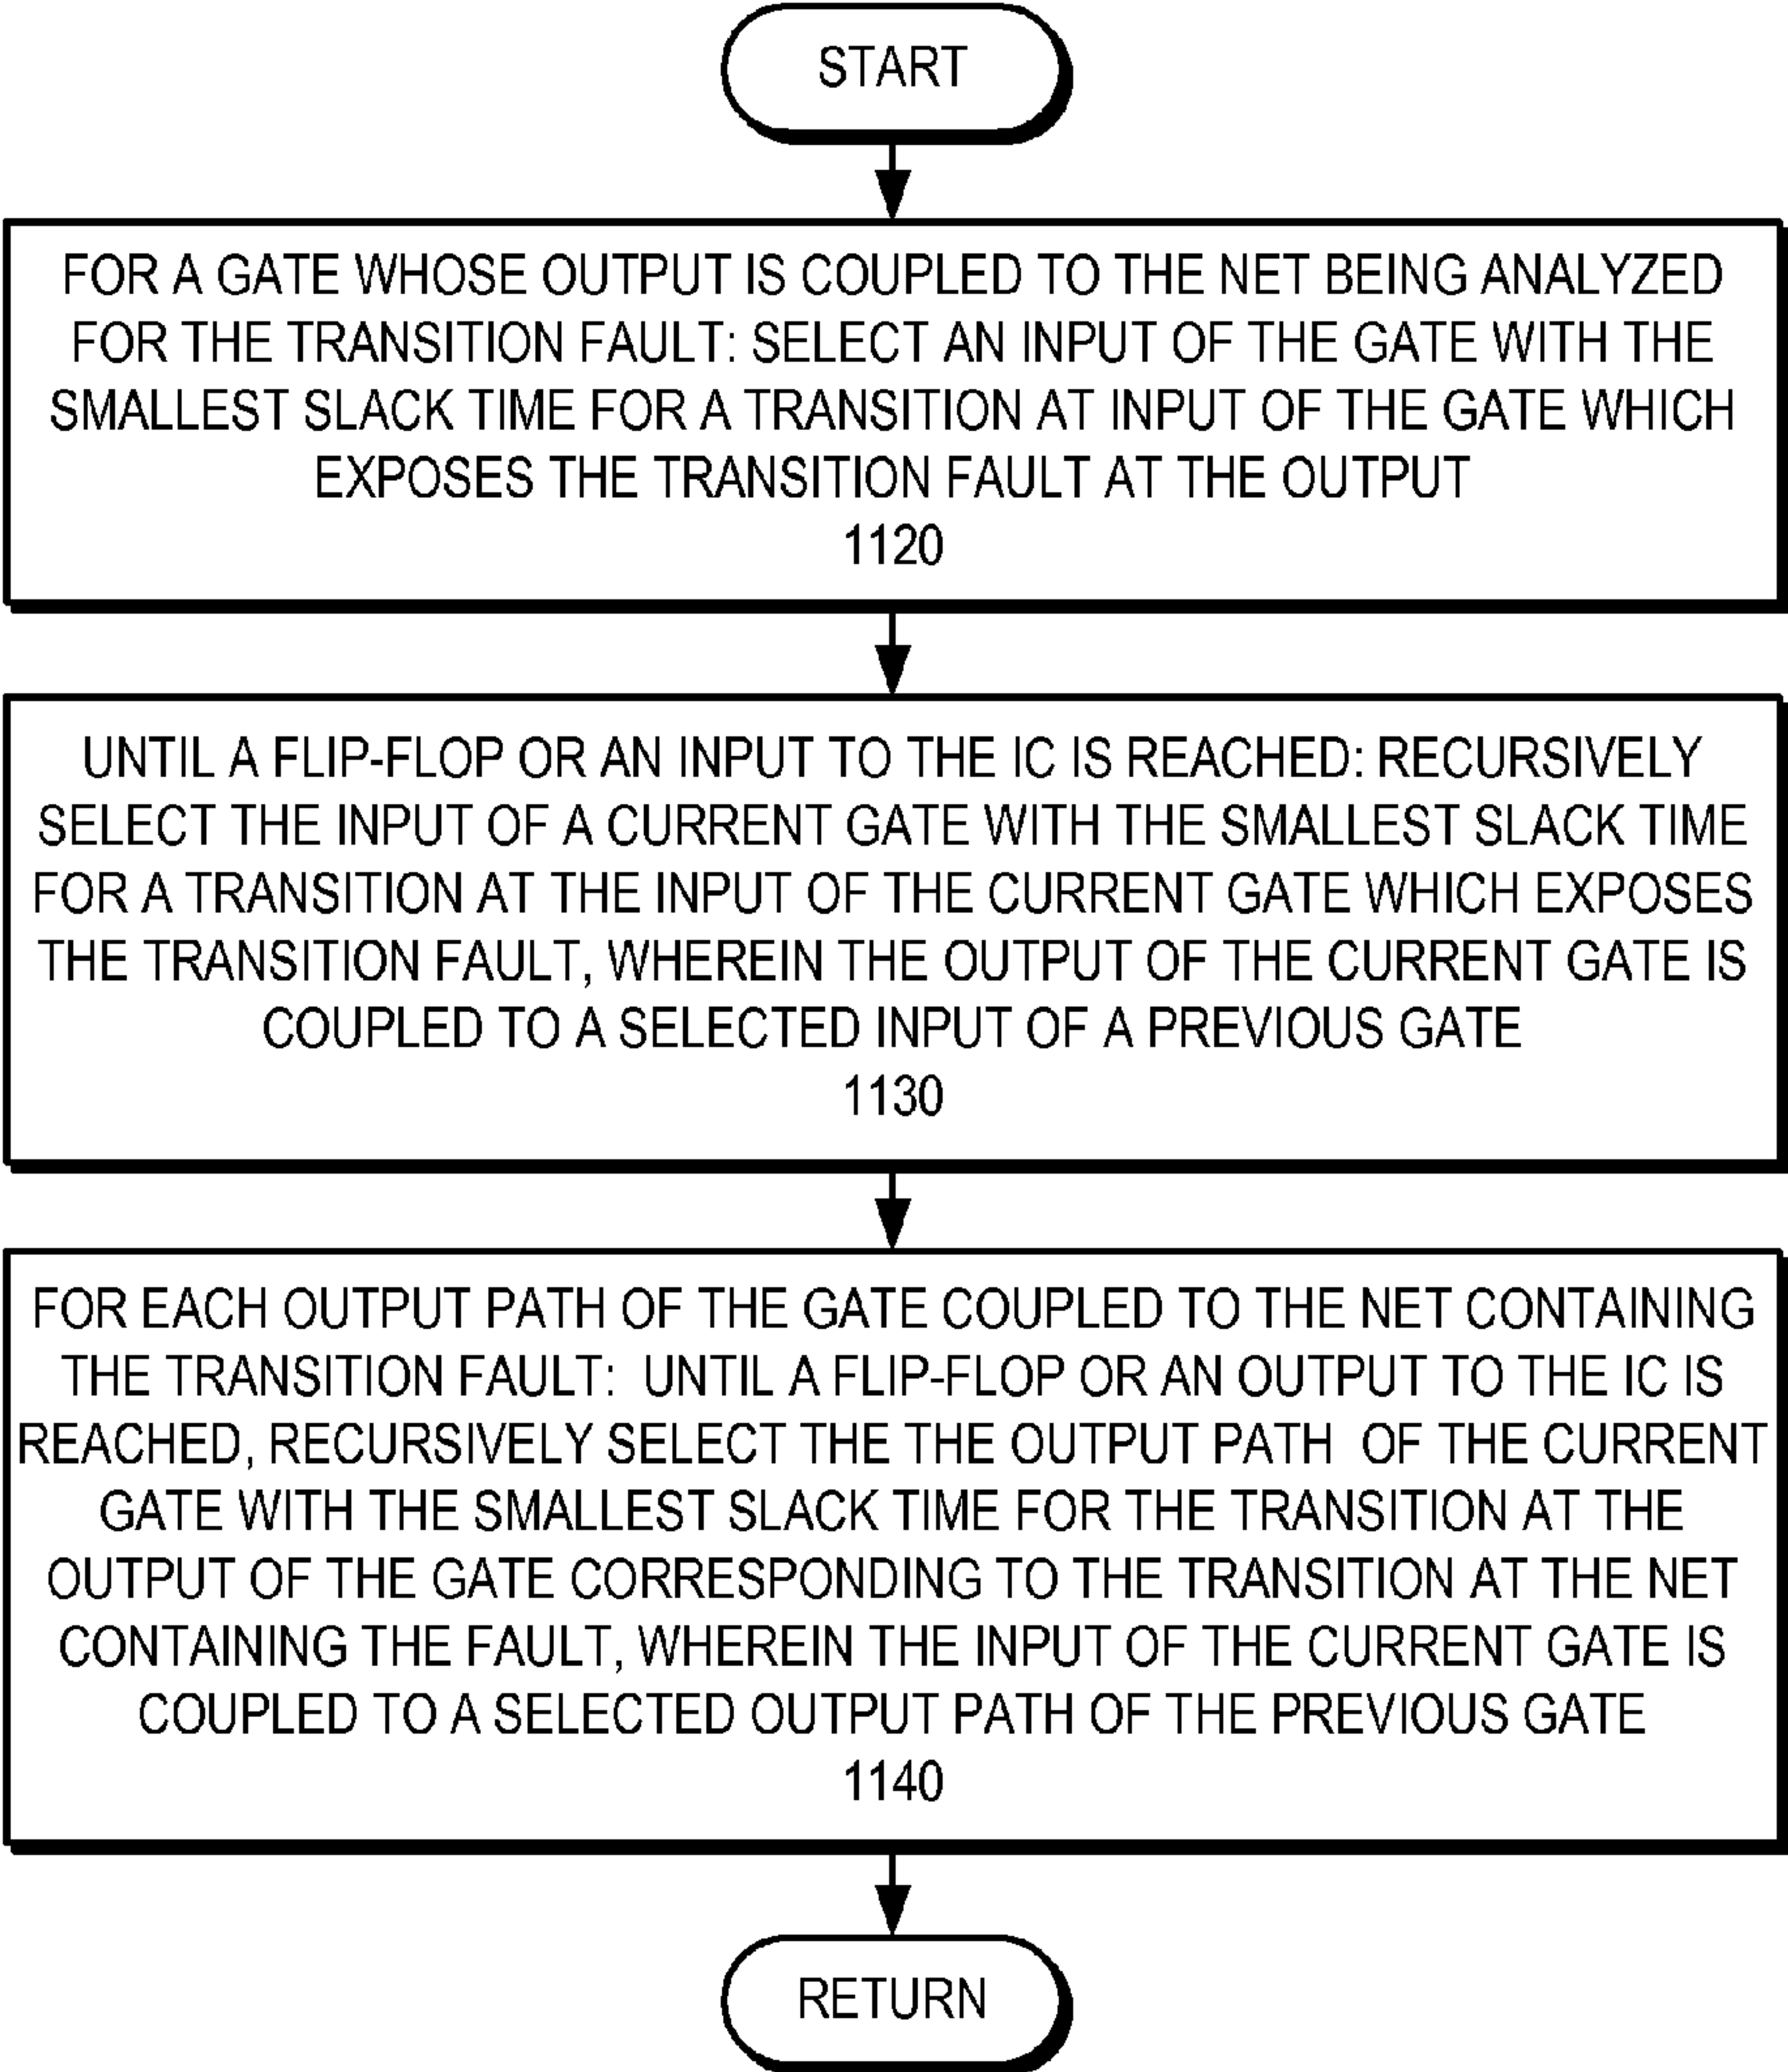 START
FOR A GATE WHOSE OUTPUT IS COUPLED TO THE NET BEING ANALYZED
FOR THE TRANSITION FAULT: SELECT AN INPUT OF THE GATE WITH THE
SMALLEST SLACK TIME FOR A TRANSITION AT INPUT OF THE GATE WHICH
EXPOSES THE TRANSITION FAULT AT THE OUTPUT
1120
UNTIL A FLIP-FLOP OR AN INPUT TO THE IC IS REACHED: RECURSIVELY
SELECT THE INPUT OF A CURRENT GATE WITH THE SMALLEST SLACK TIME
FOR A TRANSITION AT THE INPUT OF THE CURRENT GATE WHICH EXPOSES
THE TRANSITION FAULT, WHEREIN THE OUTPUT OF THE CURRENT GATE IS
COUPLED TO A SELECTED INPUT OF A PREVIOUS GATE
1130
FOR EACH OUTPUT PATH OF THE GATE COUPLED TO THE NET CONTAINING
THE TRANSITION FAULT: UNTIL A FLIP-FLOP OR AN OUTPUT TO THE IC IS
REACHED, RECURSIVELY SELECT THE THE OUTPUT PATH OF THE CURRENT
GATE WITH THE SMALLEST SLACK TIME FOR THE TRANSITION AT THE
OUTPUT OF THE GATE CORRESPONDING TO THE TRANSITION AT THE NET
CONTAINING THE FAULT, WHEREIN THE INPUT OF THE CURRENT GATE IS
COUPLED TO A SELECTED OUTPUT PATH OF THE PREVIOUS GATE
1140
RETURN